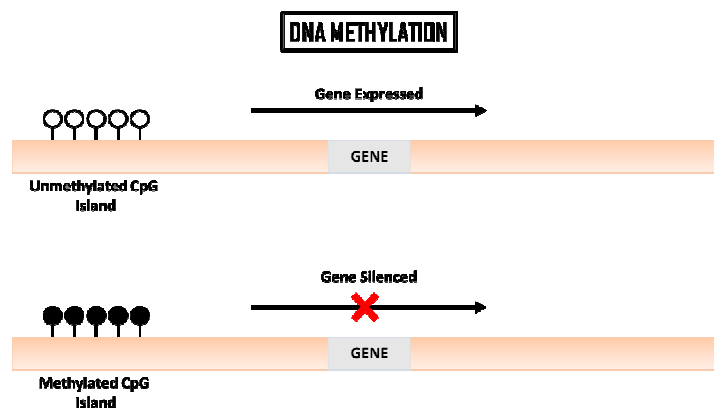 DNA METHYLATION
Gene Expressed
GENE
Unmethylated CpG
Island
Gene Silenced
GENE
Methylated CpG
Island